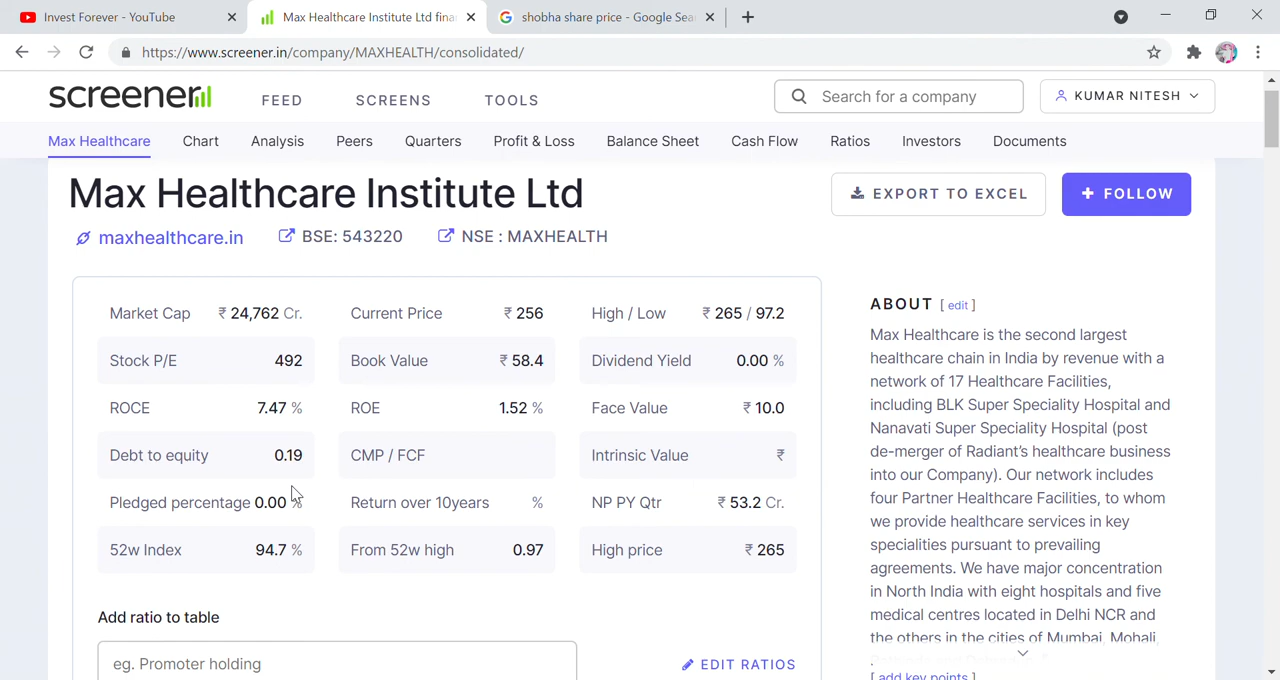 Invest Forever - YouTube
Max Healthcare Institute Ltd fina
shobha share price - Google Sea
https://www.screener.in/company/MAXHEALTH/consolidated/
screener
FEED SCREENS TOOLS
Search for a company
KUMAR NITESH
Max Healthcare Chart Analysis Peers Quarters Profit & Loss Balance Sheet Cash Flow Ratios Investors Documents
Max Healthcare Institute Ltd
EXPORT TO EXCEL
+ FOLLOW
maxhealthcare.in BSE: 543220 NSE : MAXHEALTH
Market Cap ₹ 24,762 Cr. Current Price ₹ 256 High / Low ₹ 265 / 97.2
Stock P/E 492 Book Value ₹ 58.4 Dividend Yield 0.00 %
ROCE 7.47 % ROE 1.52 % Face Value ₹ 10.0
Debt to equity 0.19 CMP / FCF Intrinsic Value ₹
Pledged percentage 0.00 % Return over 10years % NP PY Qtr ₹ 53.2 Cr.
52w Index 94.7 % From 52w high 0.97 High price ₹ 265
Add ratio to table
eg. Promoter holding
EDIT RATIOS
ABOUT [ edit ]
Max Healthcare is the second largest
healthcare chain in India by revenue with a
network of 17 Healthcare Facilities,
including BLK Super Speciality Hospital and
Nanavati Super Speciality Hospital (post
de-merger of Radiant's healthcare business
into our Company). Our network includes
four Partner Healthcare Facilities, to whom
we provide healthcare services in key
specialities pursuant to prevailing
agreements. We have major concentration
in North India with eight hospitals and five
medical centres located in Delhi NCR and
the others in the cities of Mumbai, Mohali,
[ add key points ]